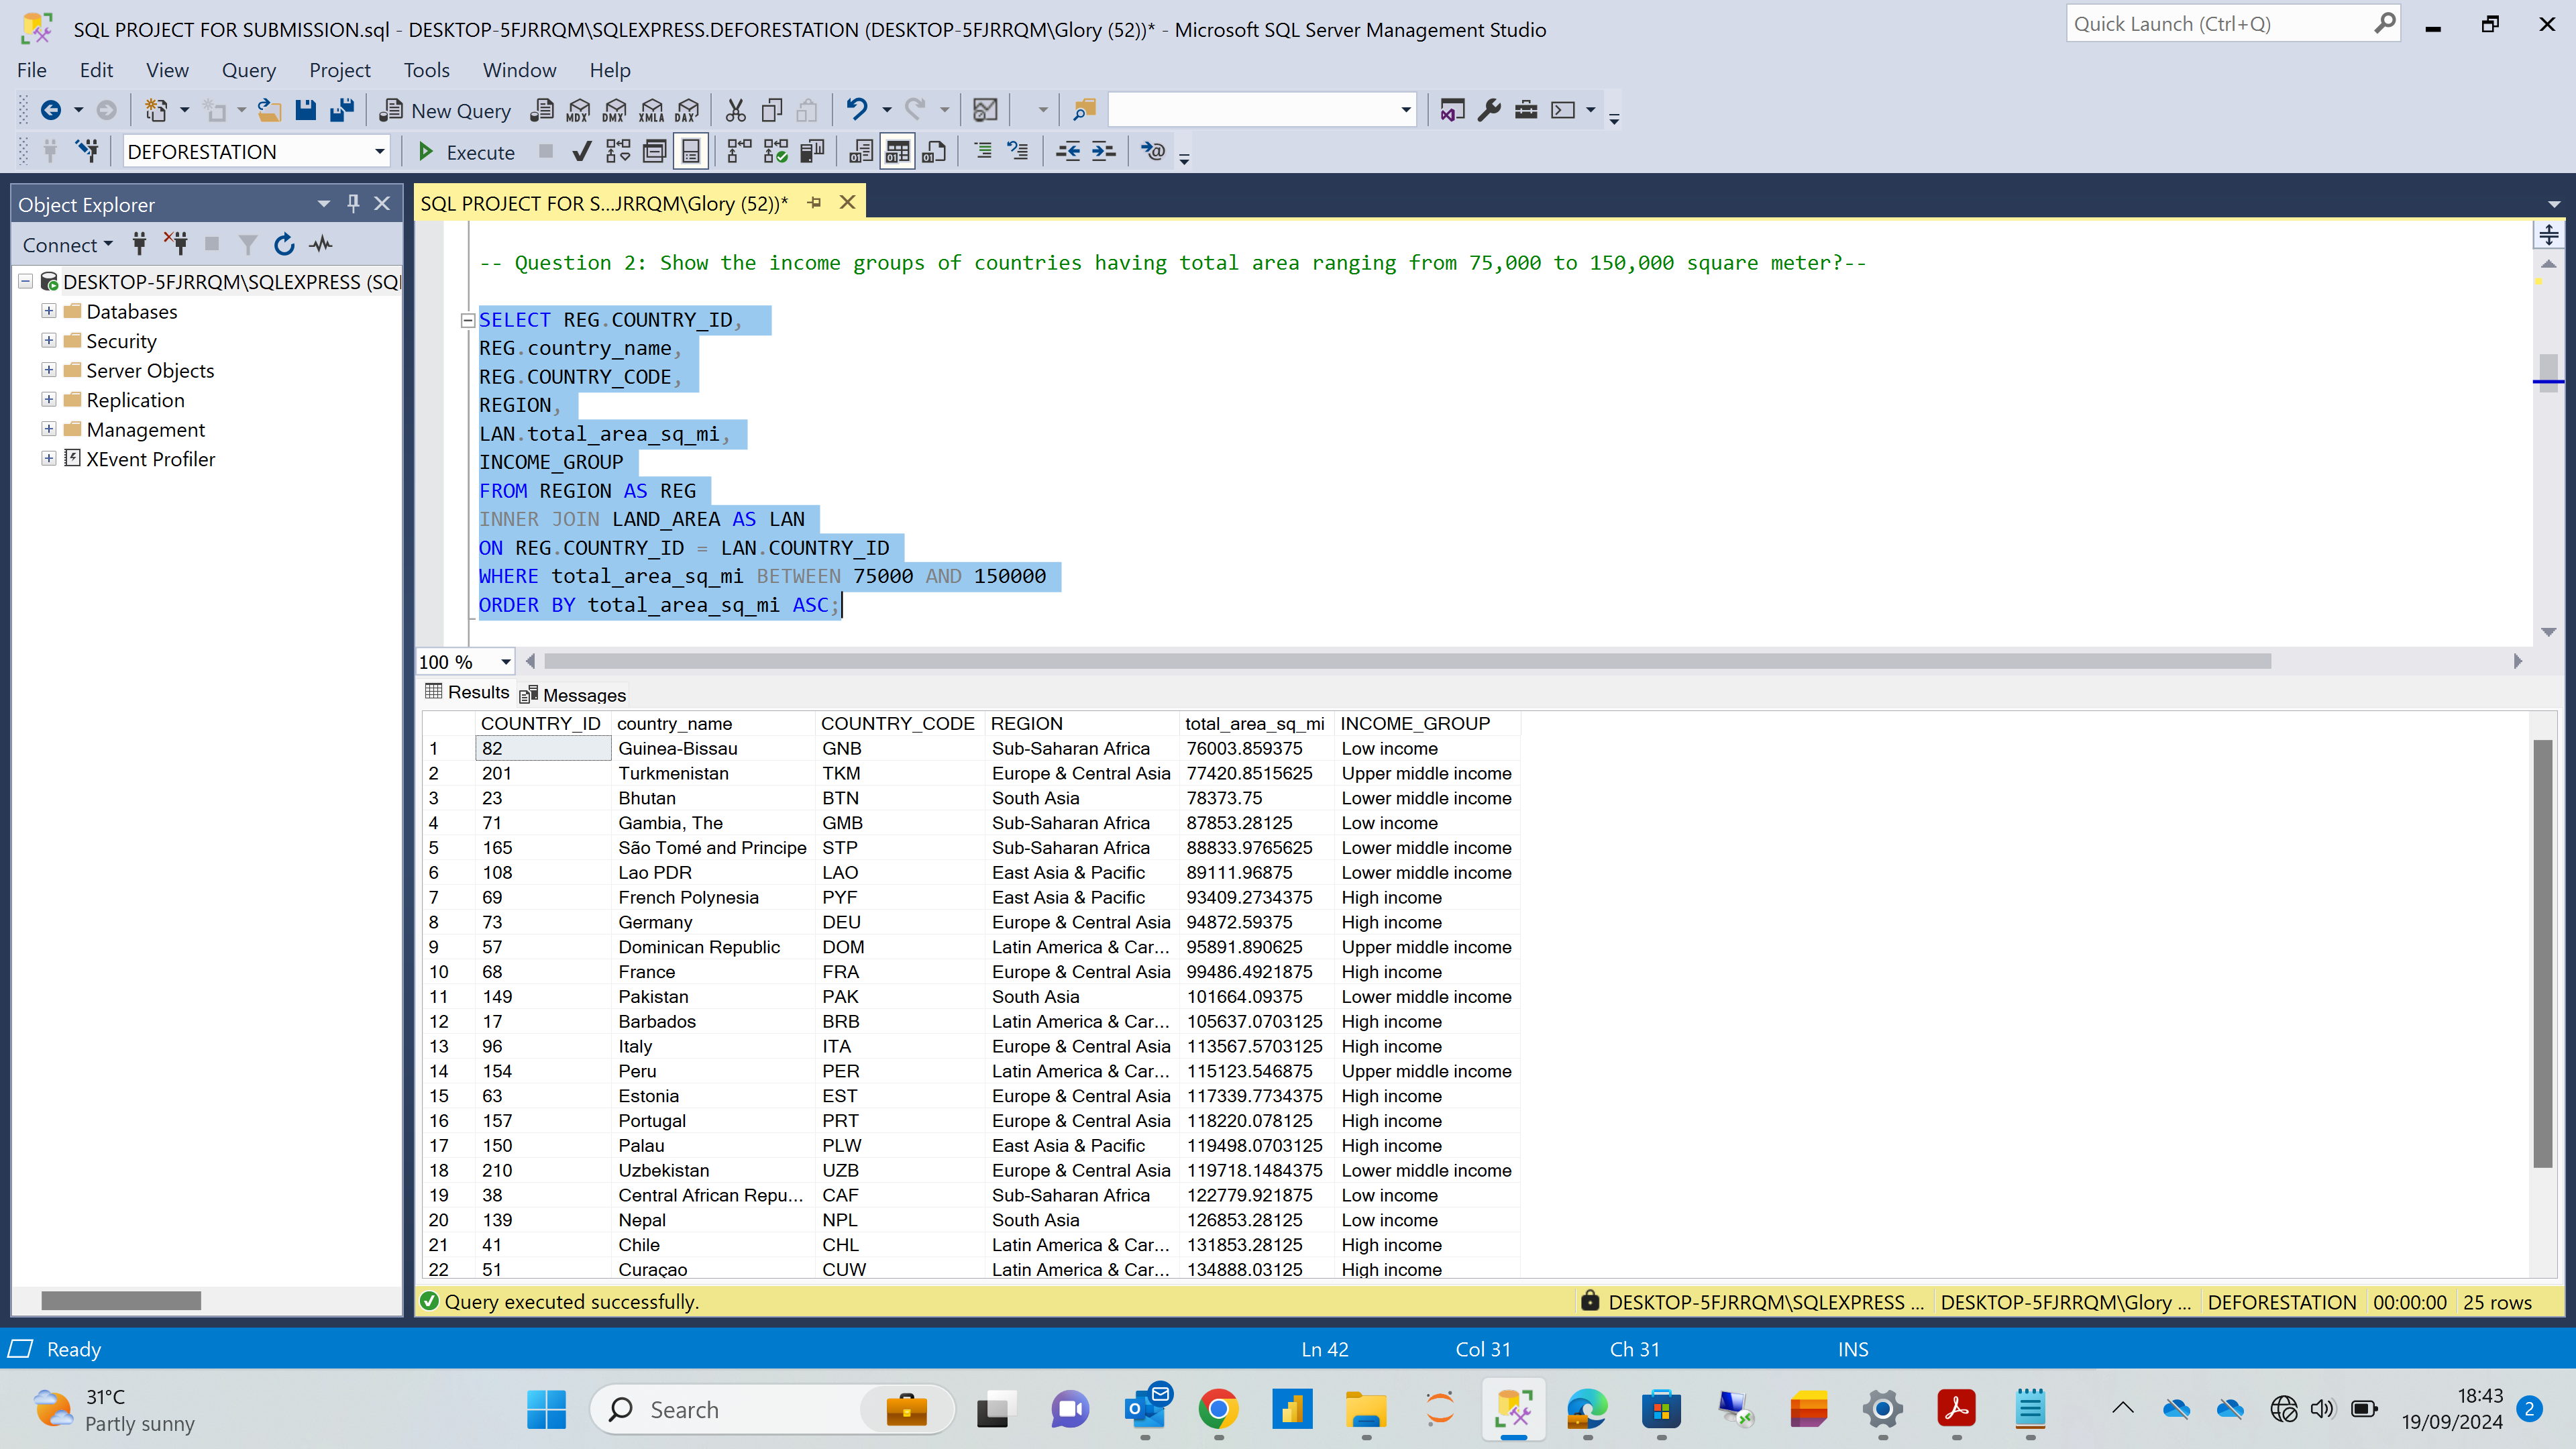 SQL PROJECT FOR SUBMISSION.sql - DESKTOP-5FJRRQM\SQLEXPRESS.DEFORESTATION (DESKTOP-5FJRRQM\Glory (52))* - Microsoft SQL Server Management Studio
Quick Launch (Ctrl+Q)
File Edit View Query Project Tools Window Help
New Query MDX DMX XMLA DAX
DEFORESTATION Execute
Object Explorer
SQL PROJECT FOR S...JRRQM\Glory (52))*
Connect
DESKTOP-5FJRRQM\SQLEXPRESS (SQL
Databases
Security
Server Objects
Replication
Management
XEvent Profiler
-- Question 2: Show the income groups of countries having total area ranging from 75,000 to 150,000 square meter?--
SELECT REG.COUNTRY_ID,
REG.country_name,
REG.COUNTRY_CODE,
REGION,
LAN.total_area_sq_mi,
INCOME_GROUP
FROM REGION AS REG
INNER JOIN LAND_AREA AS LAN
ON REG.COUNTRY_ID = LAN.COUNTRY_ID
WHERE total_area_sq_mi BETWEEN 75000 AND 150000
ORDER BY total_area_sq_mi ASC;
100 %
Results Messages
COUNTRY_ID country_name COUNTRY_CODE REGION total_area_sq_mi INCOME_GROUP
1 82 Guinea-Bissau GNB Sub-Saharan Africa 76003.859375 Low income
2 201 Turkmenistan TKM Europe & Central Asia 77420.8515625 Upper middle income
3 23 Bhutan BTN South Asia 78373.75 Lower middle income
4 71 Gambia, The GMB Sub-Saharan Africa 87853.28125 Low income
5 165 São Tomé and Principe STP Sub-Saharan Africa 88833.9765625 Lower middle income
6 108 Lao PDR LAO East Asia & Pacific 89111.96875 Lower middle income
7 69 French Polynesia PYF East Asia & Pacific 93409.2734375 High income
8 73 Germany DEU Europe & Central Asia 94872.59375 High income
9 57 Dominican Republic DOM Latin America & Car... 95891.890625 Upper middle income
10 68 France FRA Europe & Central Asia 99486.4921875 High income
11 149 Pakistan PAK South Asia 101664.09375 Lower middle income
12 17 Barbados BRB Latin America & Car... 105637.0703125 High income
13 96 Italy ITA Europe & Central Asia 113567.5703125 High income
14 154 Peru PER Latin America & Car... 115123.546875 Upper middle income
15 63 Estonia EST Europe & Central Asia 117339.7734375 High income
16 157 Portugal PRT Europe & Central Asia 118220.078125 High income
17 150 Palau PLW East Asia & Pacific 119498.0703125 High income
18 210 Uzbekistan UZB Europe & Central Asia 119718.1484375 Lower middle income
19 38 Central African Repu... CAF Sub-Saharan Africa 122779.921875 Low income
20 139 Nepal NPL South Asia 126853.28125 Low income
21 41 Chile CHL Latin America & Car... 131853.28125 High income
22 51 Curaçao CUW Latin America & Car... 134888.03125 High income
Query executed successfully. DESKTOP-5FJRRQM\SQLEXPRESS ... DESKTOP-5FJRRQM\Glory ... DEFORESTATION 00:00:00 25 rows
Ready Ln 42 Col 31 Ch 31 INS
31°C
Partly sunny
Search
18:43
19/09/2024
2